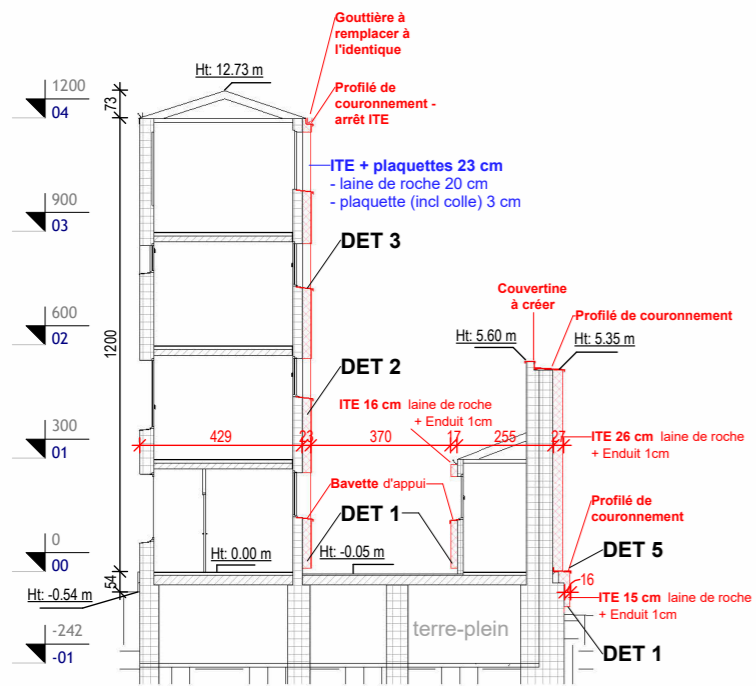 Gouttière à
remplacer à
l'identique
Ht: 12.73 m
1200
04
73
Profilé de
couronnement -
arrêt ITE
ITE + plaquettes 23 cm
- laine de roche 20 cm
- plaquette (incl colle) 3 cm
900
03
DET 3
Couvertine
à créer
Profilé de couronnement
600
02
1200
Ht: 5.60 m
Ht: 5.35 m
DET 2
ITE 16 cm laine de roche
+ Enduit 1cm
300
01
429
23
370
17
255
27
ITE 26 cm laine de roche
+ Enduit 1cm
Bavette d'appui
Profilé de
couronnement
DET 1
0
00
Ht: 0.00 m
Ht: -0.05 m
DET 5
54
16
Ht: -0.54 m
ITE 15 cm laine de roche
+ Enduit 1cm
terre-plein
-242
-01
DET 1